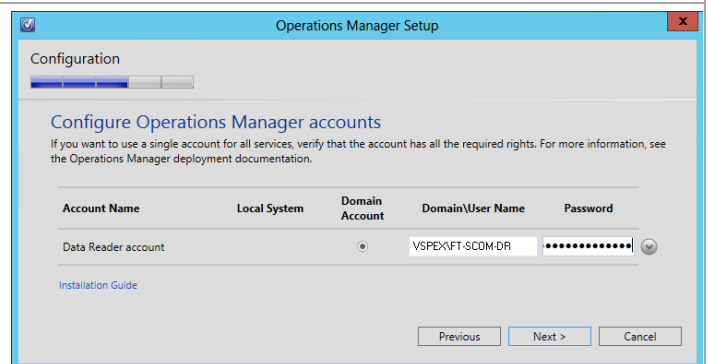 Operations Manager Setup
x
Configuration
Configure Operations Manager accounts
If you want to use a single account for all services, verify that the account has all the required rights. For more information, see
the Operations Manager deployment documentation.
Account Name Local System Domain Account Domain\User Name Password
Data Reader account VSPEX\FT-SCOM-DR ••••••••••••••
Installation Guide
Previous Next > Cancel